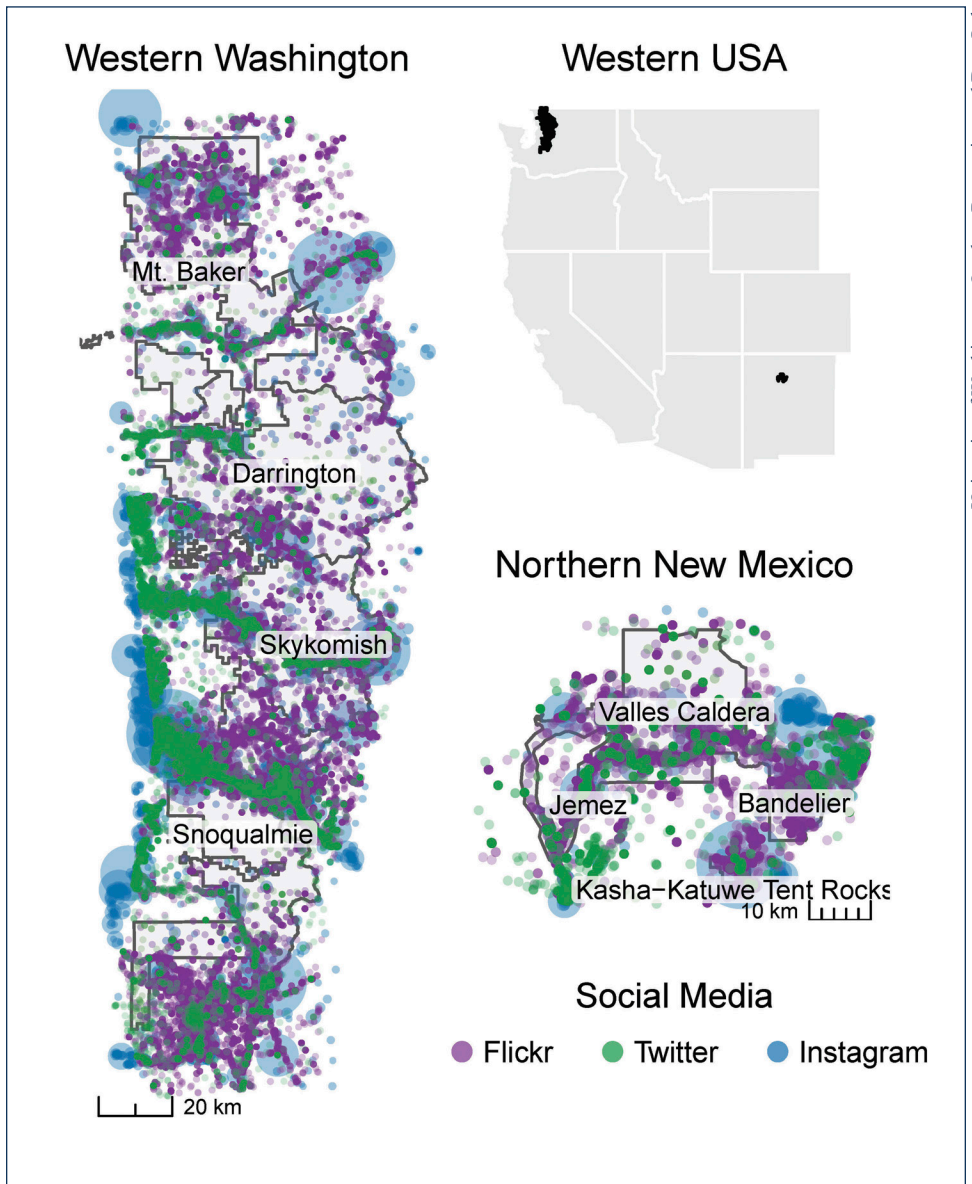 Western Washington
Western USA
Mt. Baker
Darrington
Skykomish
Snoqualmie
20 km
Northern New Mexico
Valles Caldera
Jemez
Bandelier
Kasha-Katuwe Tent Rocks
10 km
Social Media
Flickr
Twitter
Instagram